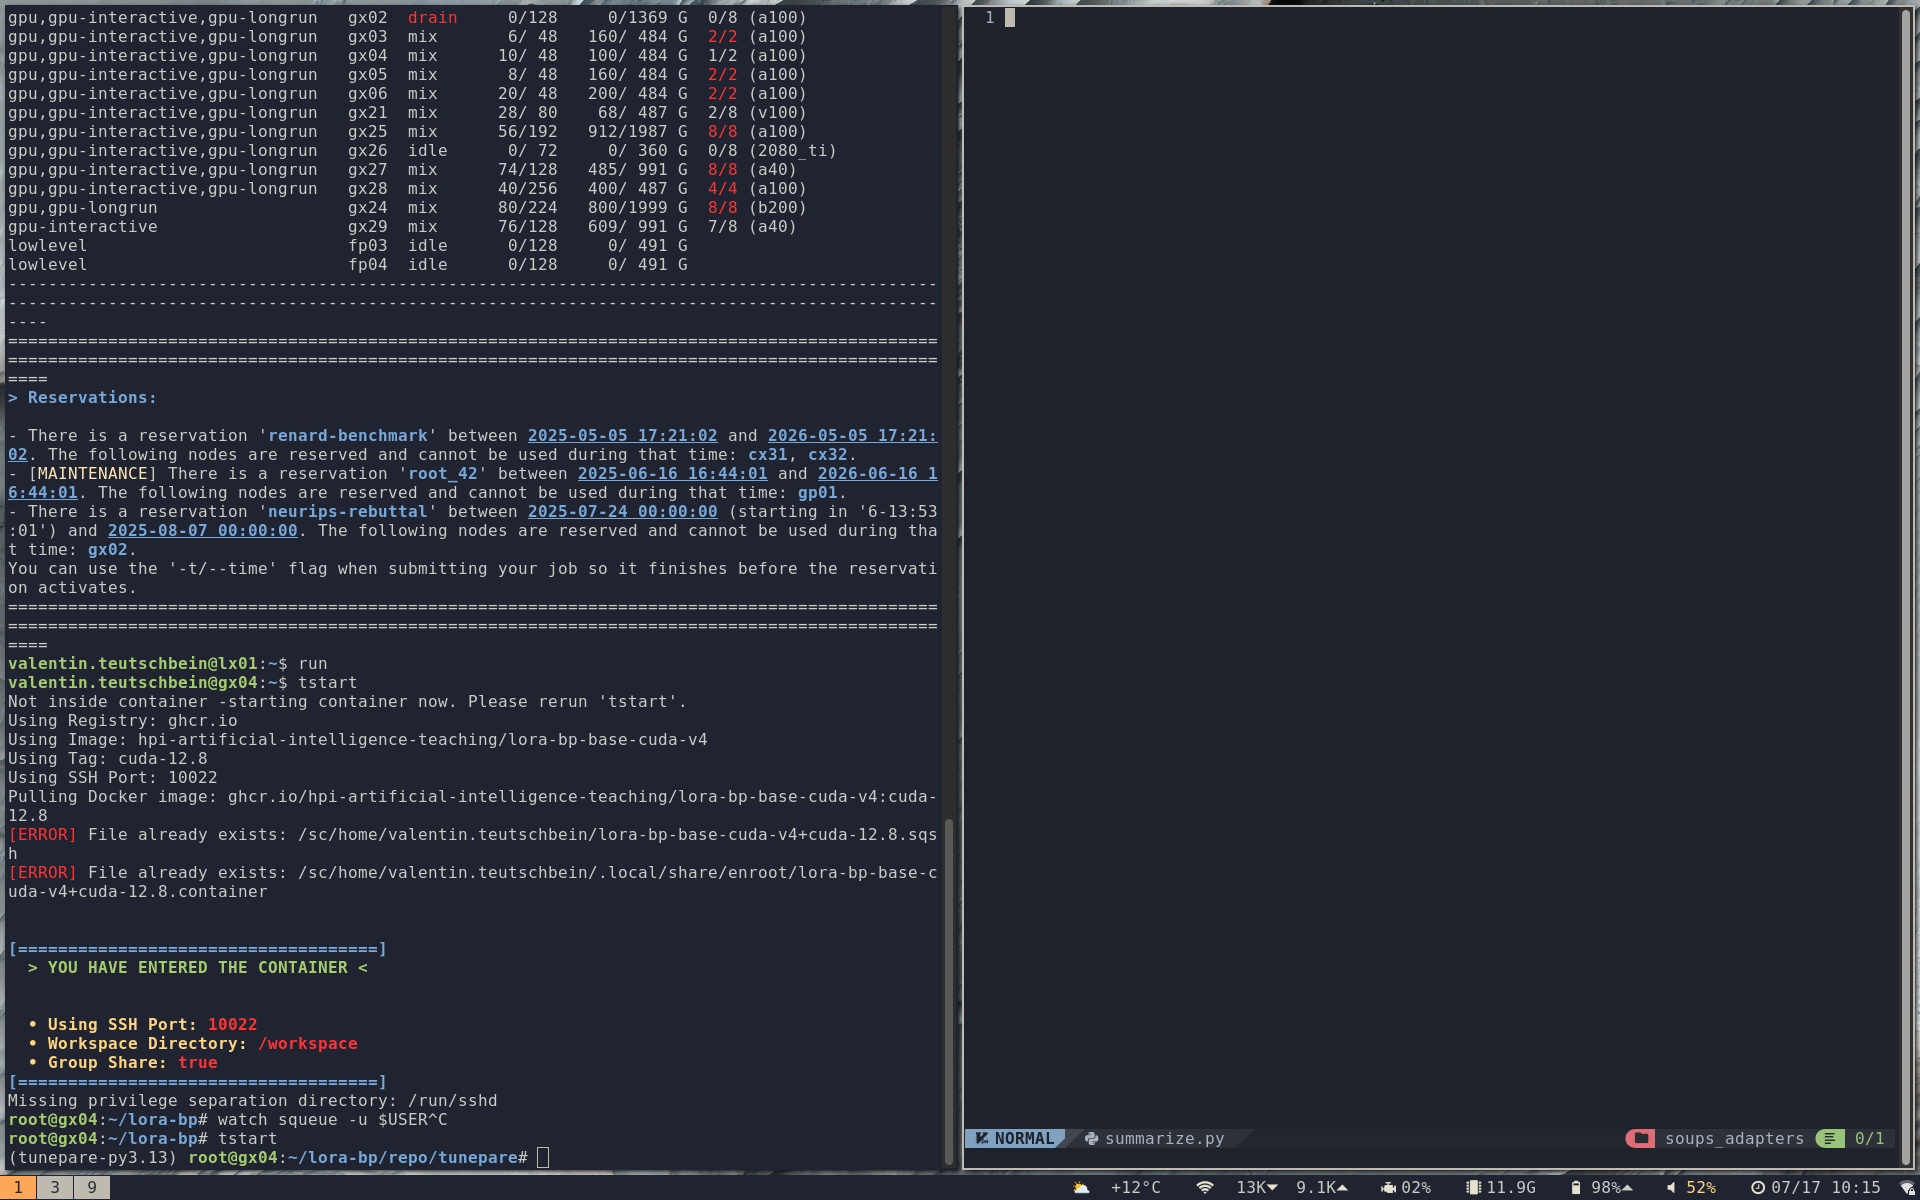 gpu,gpu-interactive,gpu-longrun   gx02  drain     0/128     0/1369 G  0/8 (a100)
gpu,gpu-interactive,gpu-longrun   gx03  mix       6/ 48   160/ 484 G  2/2 (a100)
gpu,gpu-interactive,gpu-longrun   gx04  mix      10/ 48   100/ 484 G  1/2 (a100)
gpu,gpu-interactive,gpu-longrun   gx05  mix       8/ 48   160/ 484 G  2/2 (a100)
gpu,gpu-interactive,gpu-longrun   gx06  mix      20/ 48   200/ 484 G  2/2 (a100)
gpu,gpu-interactive,gpu-longrun   gx21  mix      28/ 80    68/ 487 G  2/8 (v100)
gpu,gpu-interactive,gpu-longrun   gx25  mix      56/192   912/1987 G  8/8 (a100)
gpu,gpu-interactive,gpu-longrun   gx26  idle      0/ 72     0/ 360 G  0/8 (2080_ti)
gpu,gpu-interactive,gpu-longrun   gx27  mix      74/128   485/ 991 G  8/8 (a40)
gpu,gpu-interactive,gpu-longrun   gx28  mix      40/256   400/ 487 G  4/4 (a100)
gpu,gpu-longrun                   gx24  mix      80/224   800/1999 G  8/8 (b200)
gpu-interactive                   gx29  mix      76/128   609/ 991 G  7/8 (a40)
lowlevel                          fp03  idle      0/128     0/ 491 G
lowlevel                          fp04  idle      0/128     0/ 491 G
---------------------------------------------------------------------------------------------
---------------------------------------------------------------------------------------------
----
=============================================================================================
=============================================================================================
====
> Reservations:
- There is a reservation 'renard-benchmark' between 2025-05-05 17:21:02 and 2026-05-05 17:21:
02. The following nodes are reserved and cannot be used during that time: cx31, cx32.
- [MAINTENANCE] There is a reservation 'root_42' between 2025-06-16 16:44:01 and 2026-06-16 1
6:44:01. The following nodes are reserved and cannot be used during that time: gp01.
- There is a reservation 'neurips-rebuttal' between 2025-07-24 00:00:00 (starting in '6-13:53
:01') and 2025-08-07 00:00:00. The following nodes are reserved and cannot be used during tha
t time: gx02.
You can use the '-t/--time' flag when submitting your job so it finishes before the reservati
on activates.
=============================================================================================
=============================================================================================
====
valentin.teutschbein@lx01:~$ run
valentin.teutschbein@gx04:~$ tstart
Not inside container -starting container now. Please rerun 'tstart'.
Using Registry: ghcr.io
Using Image: hpi-artificial-intelligence-teaching/lora-bp-base-cuda-v4
Using Tag: cuda-12.8
Using SSH Port: 10022
Pulling Docker image: ghcr.io/hpi-artificial-intelligence-teaching/lora-bp-base-cuda-v4:cuda-
12.8
[ERROR] File already exists: /sc/home/valentin.teutschbein/lora-bp-base-cuda-v4+cuda-12.8.sqs
h
[ERROR] File already exists: /sc/home/valentin.teutschbein/.local/share/enroot/lora-bp-base-c
uda-v4+cuda-12.8.container
[====================================]
> YOU HAVE ENTERED THE CONTAINER <
• Using SSH Port: 10022
• Workspace Directory: /workspace
• Group Share: true
[====================================]
Missing privilege separation directory: /run/sshd
root@gx04:~/lora-bp# watch squeue -u $USER^C
root@gx04:~/lora-bp# tstart
(tunepare-py3.13) root@gx04:~/lora-bp/repo/tunepare#
1
NORMAL summarize.py soups_adapters 0/1
1 3 9 +12°C 13K 9.1K 02% 11.9G 98% 52% 07/17 10:15